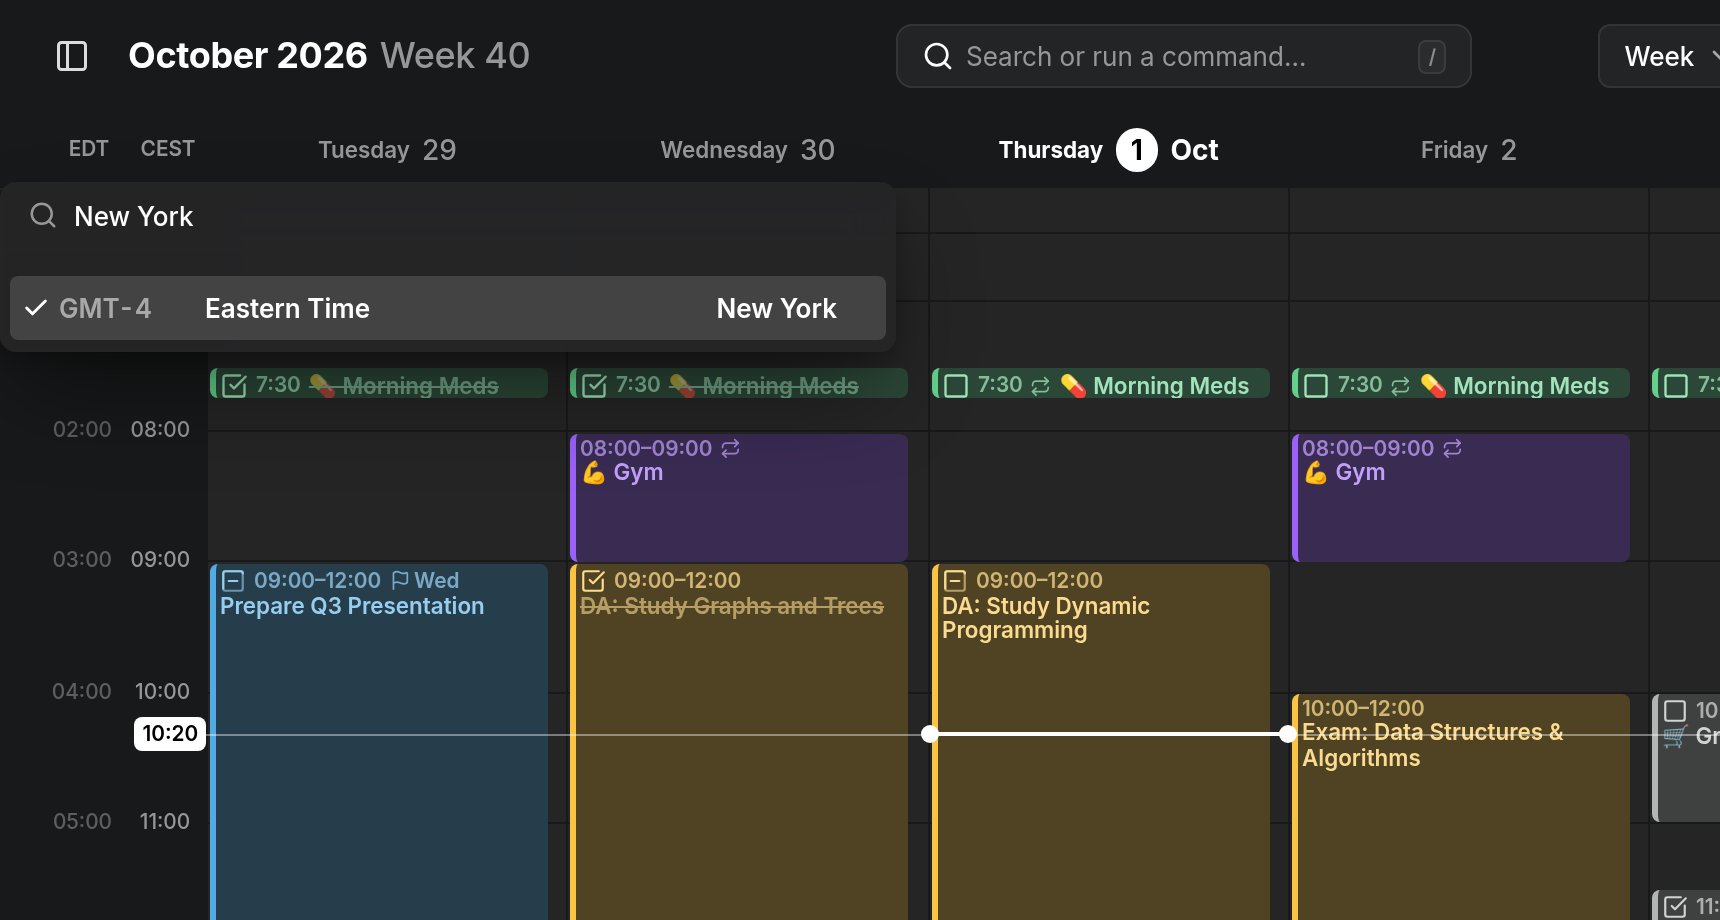 October 2026 Week 40
Search or run a command... /
Week
EDT CEST Tuesday 29 Wednesday 30 Thursday 1 Oct Friday 2
New York
GMT-4 Eastern Time New York
7:30 💊 Morning Meds
7:30 💊 Morning Meds
7:30 💊 Morning Meds
7:30 💊 Morning Meds
02:00 08:00
08:00–09:00
💪 Gym
08:00–09:00
💪 Gym
03:00 09:00
09:00–12:00 Wed
Prepare Q3 Presentation
09:00–12:00
DA: Study Graphs and Trees
09:00–12:00
DA: Study Dynamic
Programming
04:00 10:00
10:20
10:00–12:00
Exam: Data Structures &
Algorithms
05:00 11:00